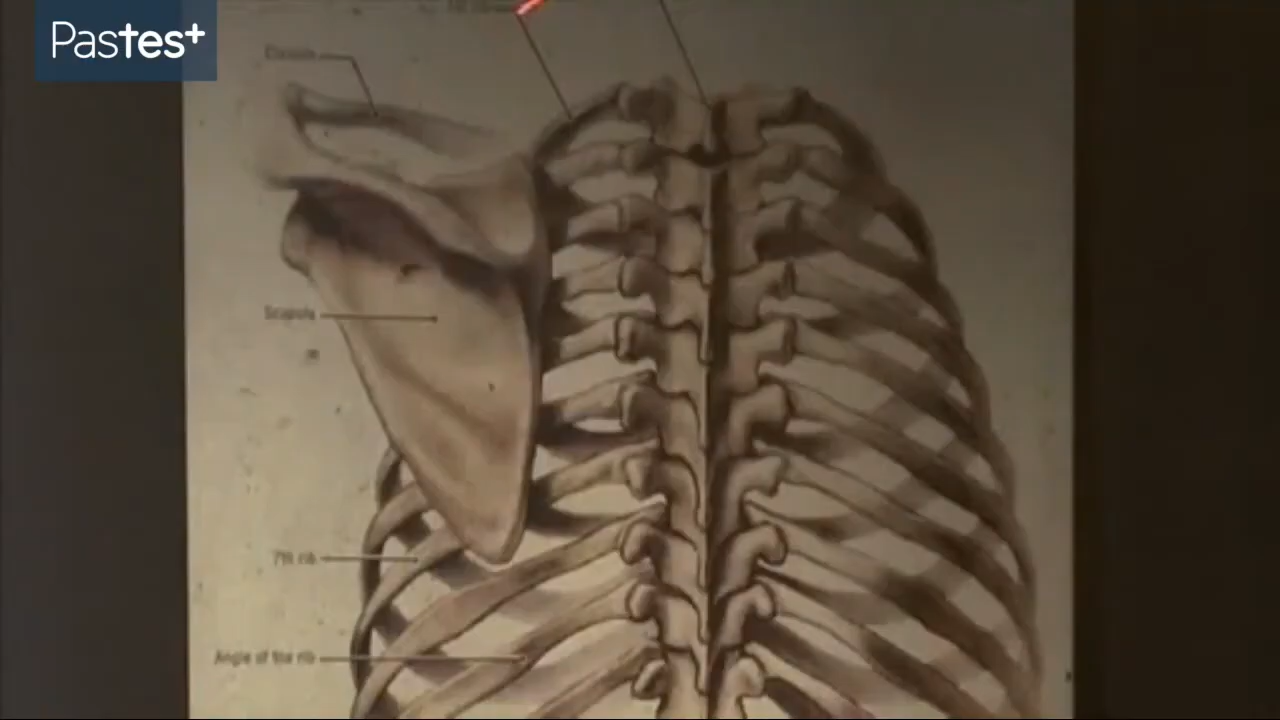 Pastest+
Clavicle
Scapula
7th rib
Angle of the rib